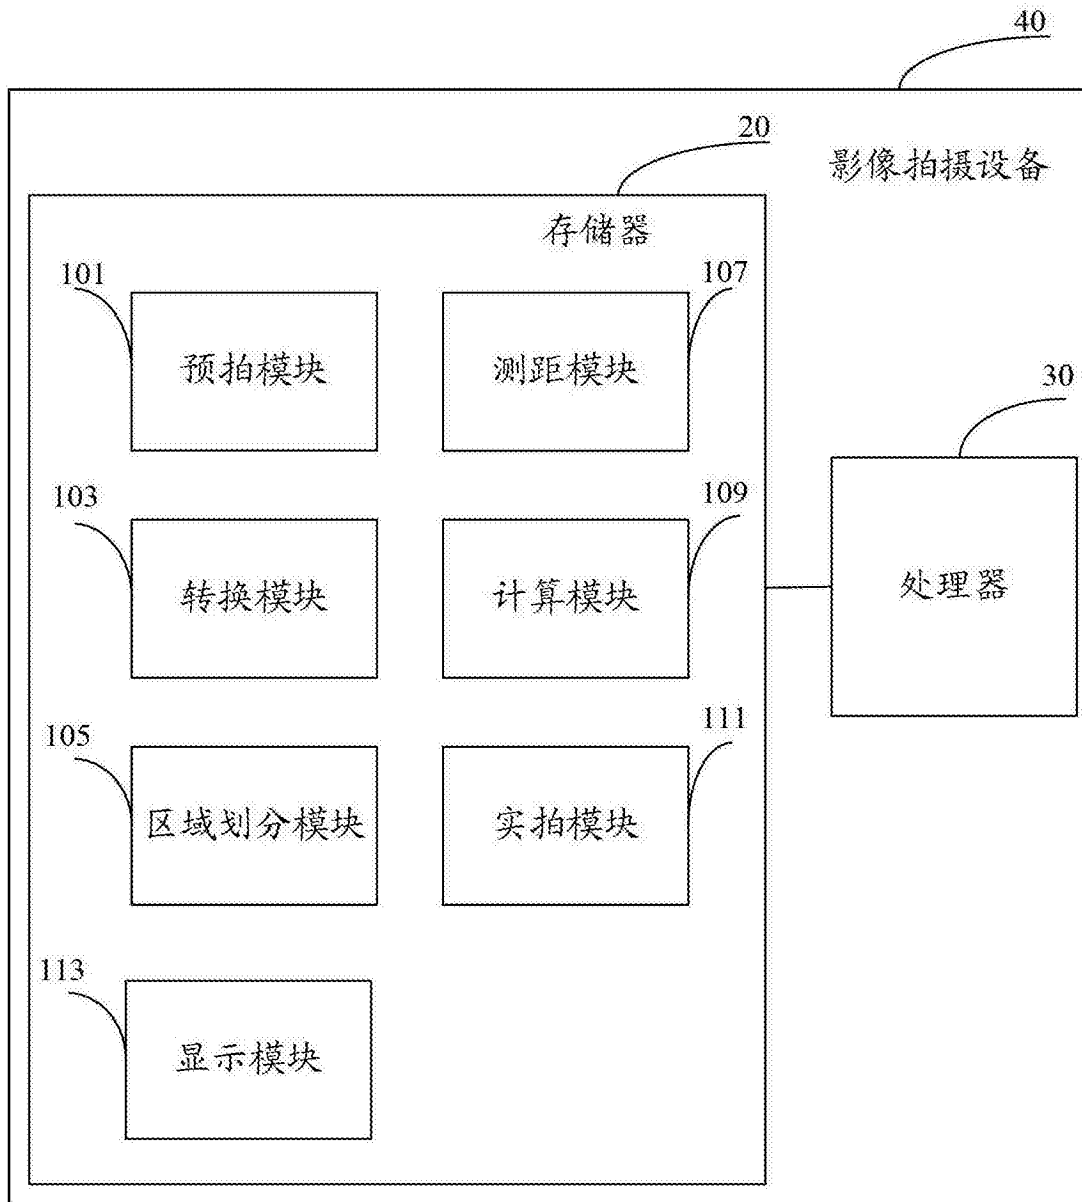 40
影像拍摄设备
20
存储器
101
预拍模块
107
测距模块
30
处理器
103
转换模块
109
计算模块
105
区域划分模块
111
实拍模块
113
显示模块